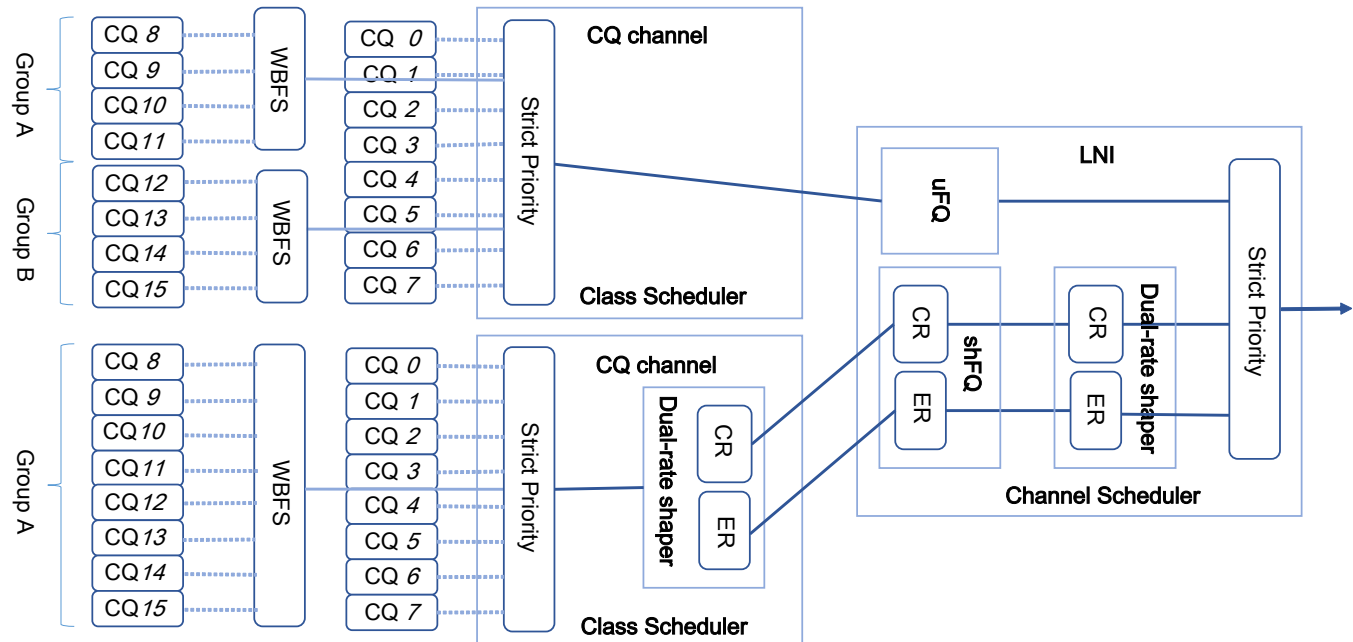 Group A
CQ 8
CQ 9
CQ 10
CQ 11
WBFS
Group B
CQ 12
CQ 13
CQ 14
CQ 15
WBFS
CQ 0
CQ 1
CQ 2
CQ 3
CQ 4
CQ 5
CQ 6
CQ 7
Strict Priority
CQ channel
Class Scheduler
Group A
CQ 8
CQ 9
CQ 10
CQ 11
CQ 12
CQ 13
CQ 14
CQ 15
WBFS
CQ 0
CQ 1
CQ 2
CQ 3
CQ 4
CQ 5
CQ 6
CQ 7
Strict Priority
CQ channel
Dual-rate shaper
CR
ER
Class Scheduler
LNI
uFQ
CR
ER
shFQ
CR
ER
Dual-rate shaper
Strict Priority
Channel Scheduler